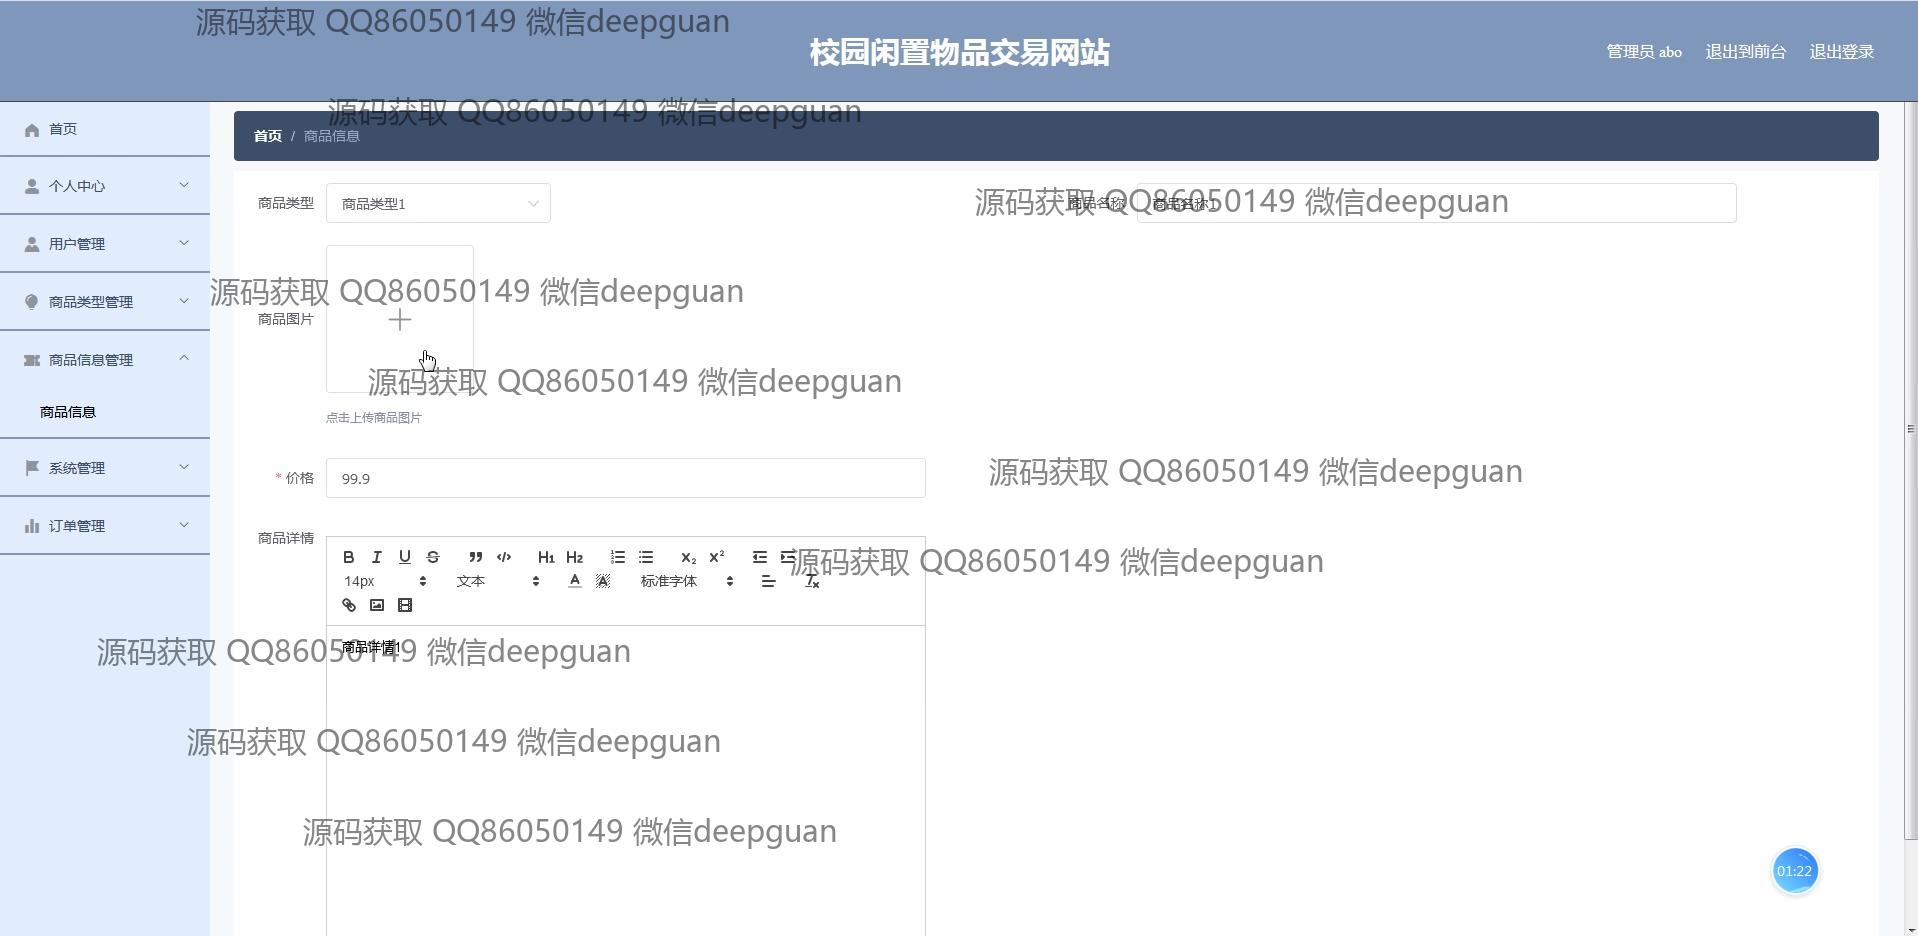 源码获取 QQ86050149 微信deepguan
校园闲置物品交易网站
管理员 abo 退出到前台 退出登录
源码获取 QQ86050149 微信deepguan
首页
首页 / 商品信息
个人中心
商品类型 商品类型1
商品名称 商品名称1
源码获取 QQ86050149 微信deepguan
用户管理
商品类型管理
源码获取 QQ86050149 微信deepguan
商品图片
商品信息管理
源码获取 QQ86050149 微信deepguan
商品信息
点击上传商品图片
系统管理
* 价格 99.9
源码获取 QQ86050149 微信deepguan
订单管理
商品详情
B I U S H1 H2 X2 X2
源码获取 QQ86050149 微信deepguan
14px 文本 A A 标准字体 Tx
商品详情1
源码获取 QQ86050149 微信deepguan
源码获取 QQ86050149 微信deepguan
源码获取 QQ86050149 微信deepguan
01:22